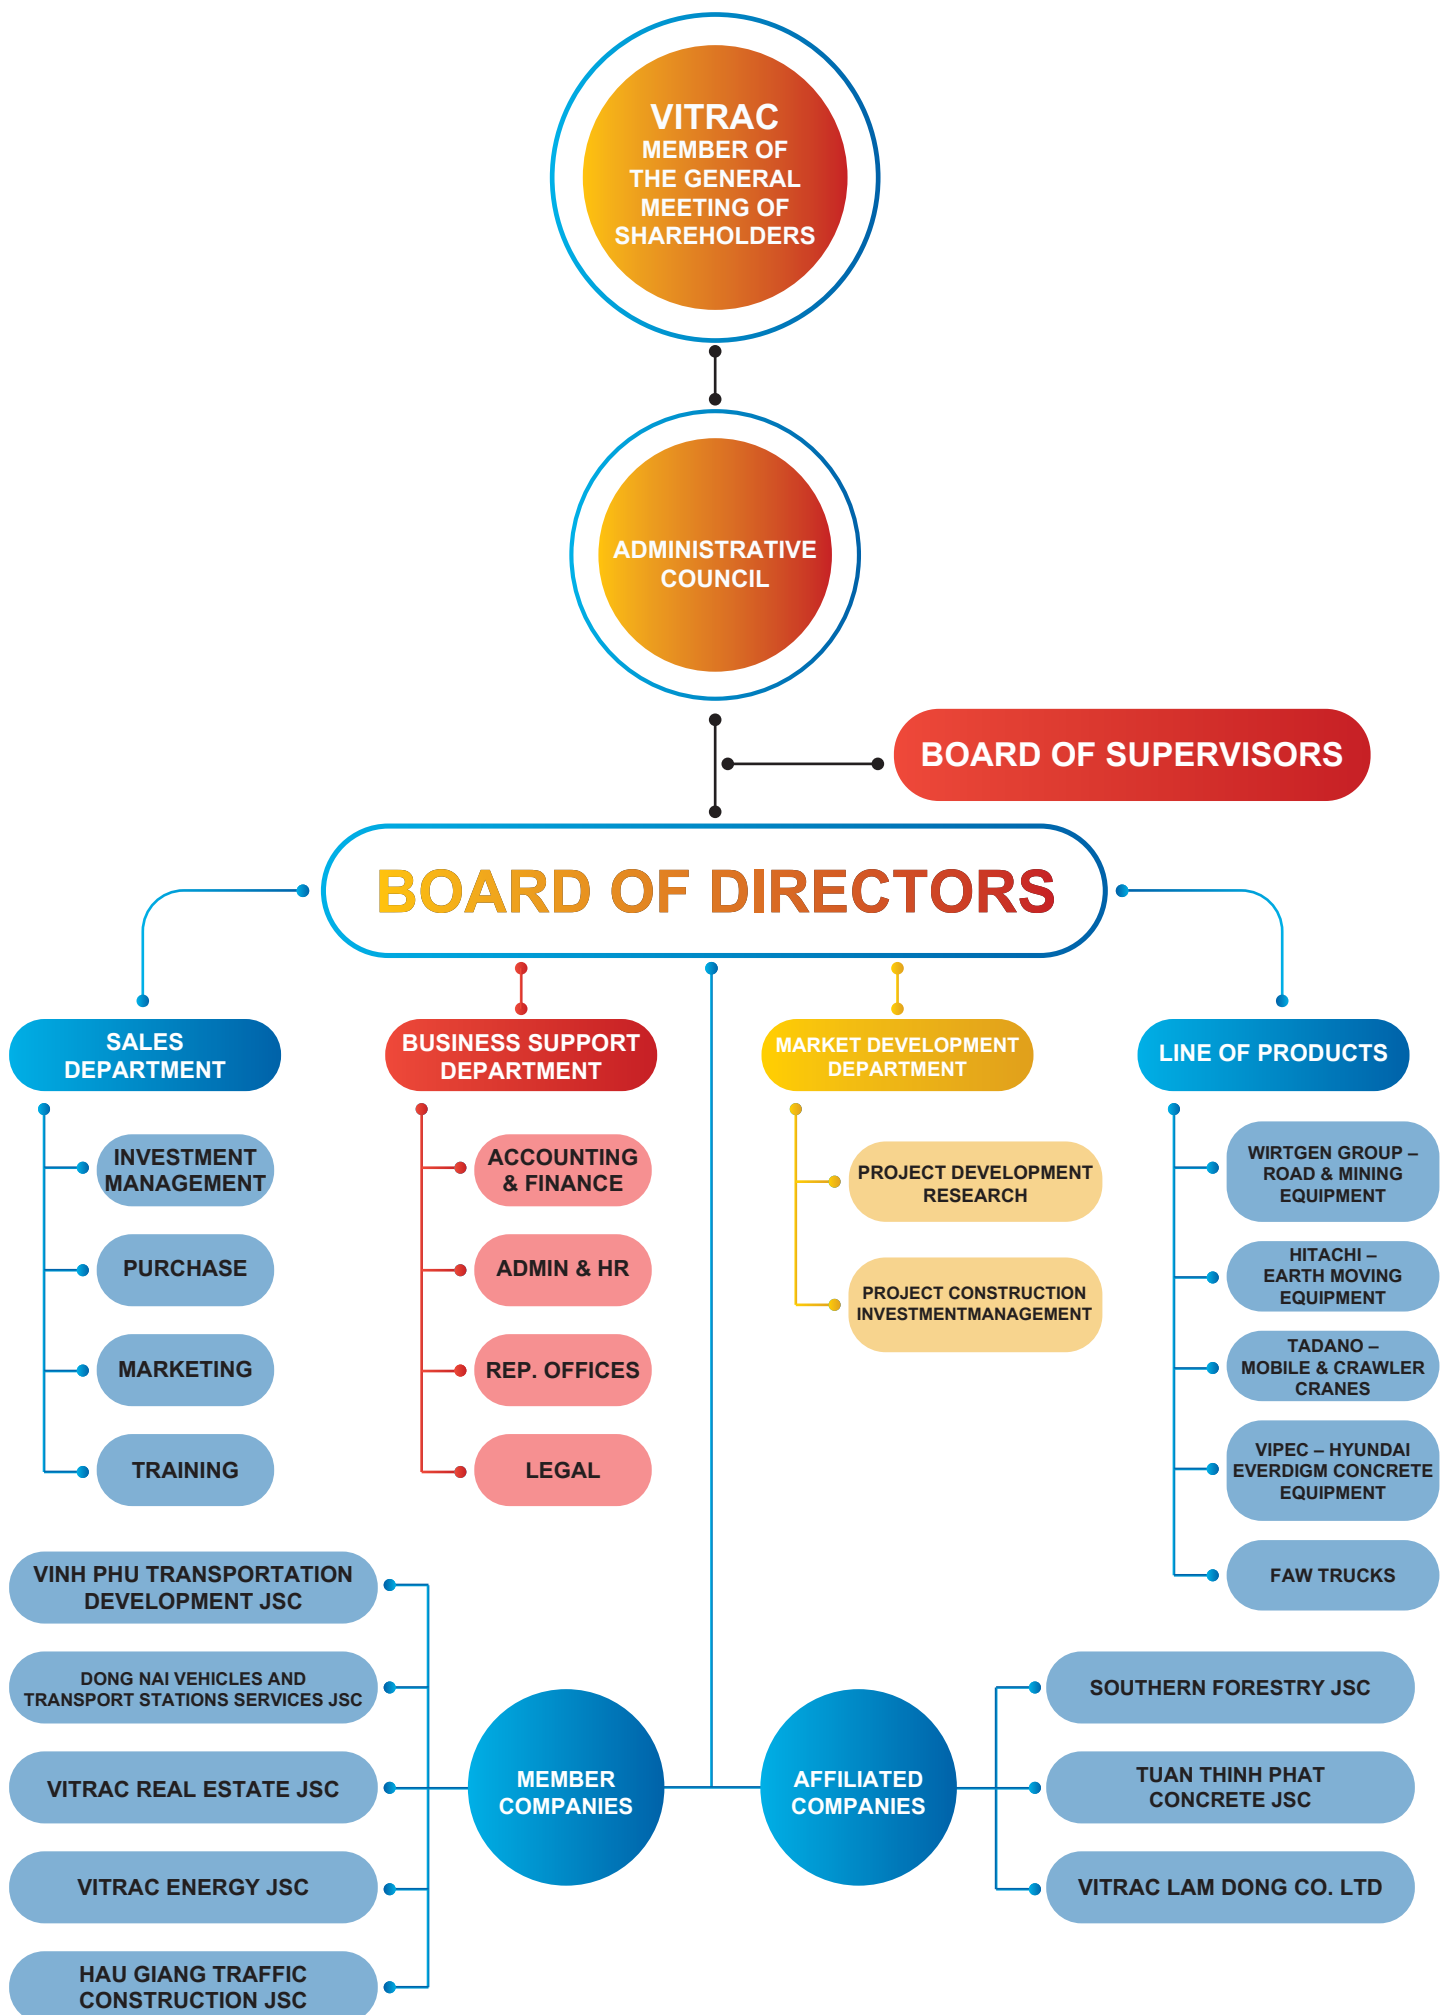 VITRAC
MEMBER OF
THE GENERAL
MEETING OF
SHAREHOLDERS
ADMINISTRATIVE
COUNCIL
BOARD OF SUPERVISORS
BOARD OF DIRECTORS
SALES
DEPARTMENT
INVESTMENT
MANAGEMENT
PURCHASE
MARKETING
TRAINING
BUSINESS SUPPORT
DEPARTMENT
ACCOUNTING
& FINANCE
ADMIN & HR
REP. OFFICES
LEGAL
MARKET DEVELOPMENT
DEPARTMENT
PROJECT DEVELOPMENT
RESEARCH
PROJECT CONSTRUCTION
INVESTMENTMANAGEMENT
LINE OF PRODUCTS
WIRTGEN GROUP –
ROAD & MINING
EQUIPMENT
HITACHI –
EARTH MOVING
EQUIPMENT
TADANO –
MOBILE & CRAWLER
CRANES
VIPEC – HYUNDAI
EVERDIGM CONCRETE
EQUIPMENT
FAW TRUCKS
MEMBER
COMPANIES
VINH PHU TRANSPORTATION
DEVELOPMENT JSC
DONG NAI VEHICLES AND
TRANSPORT STATIONS SERVICES JSC
VITRAC REAL ESTATE JSC
VITRAC ENERGY JSC
HAU GIANG TRAFFIC
CONSTRUCTION JSC
AFFILIATED
COMPANIES
SOUTHERN FORESTRY JSC
TUAN THINH PHAT
CONCRETE JSC
VITRAC LAM DONG CO. LTD